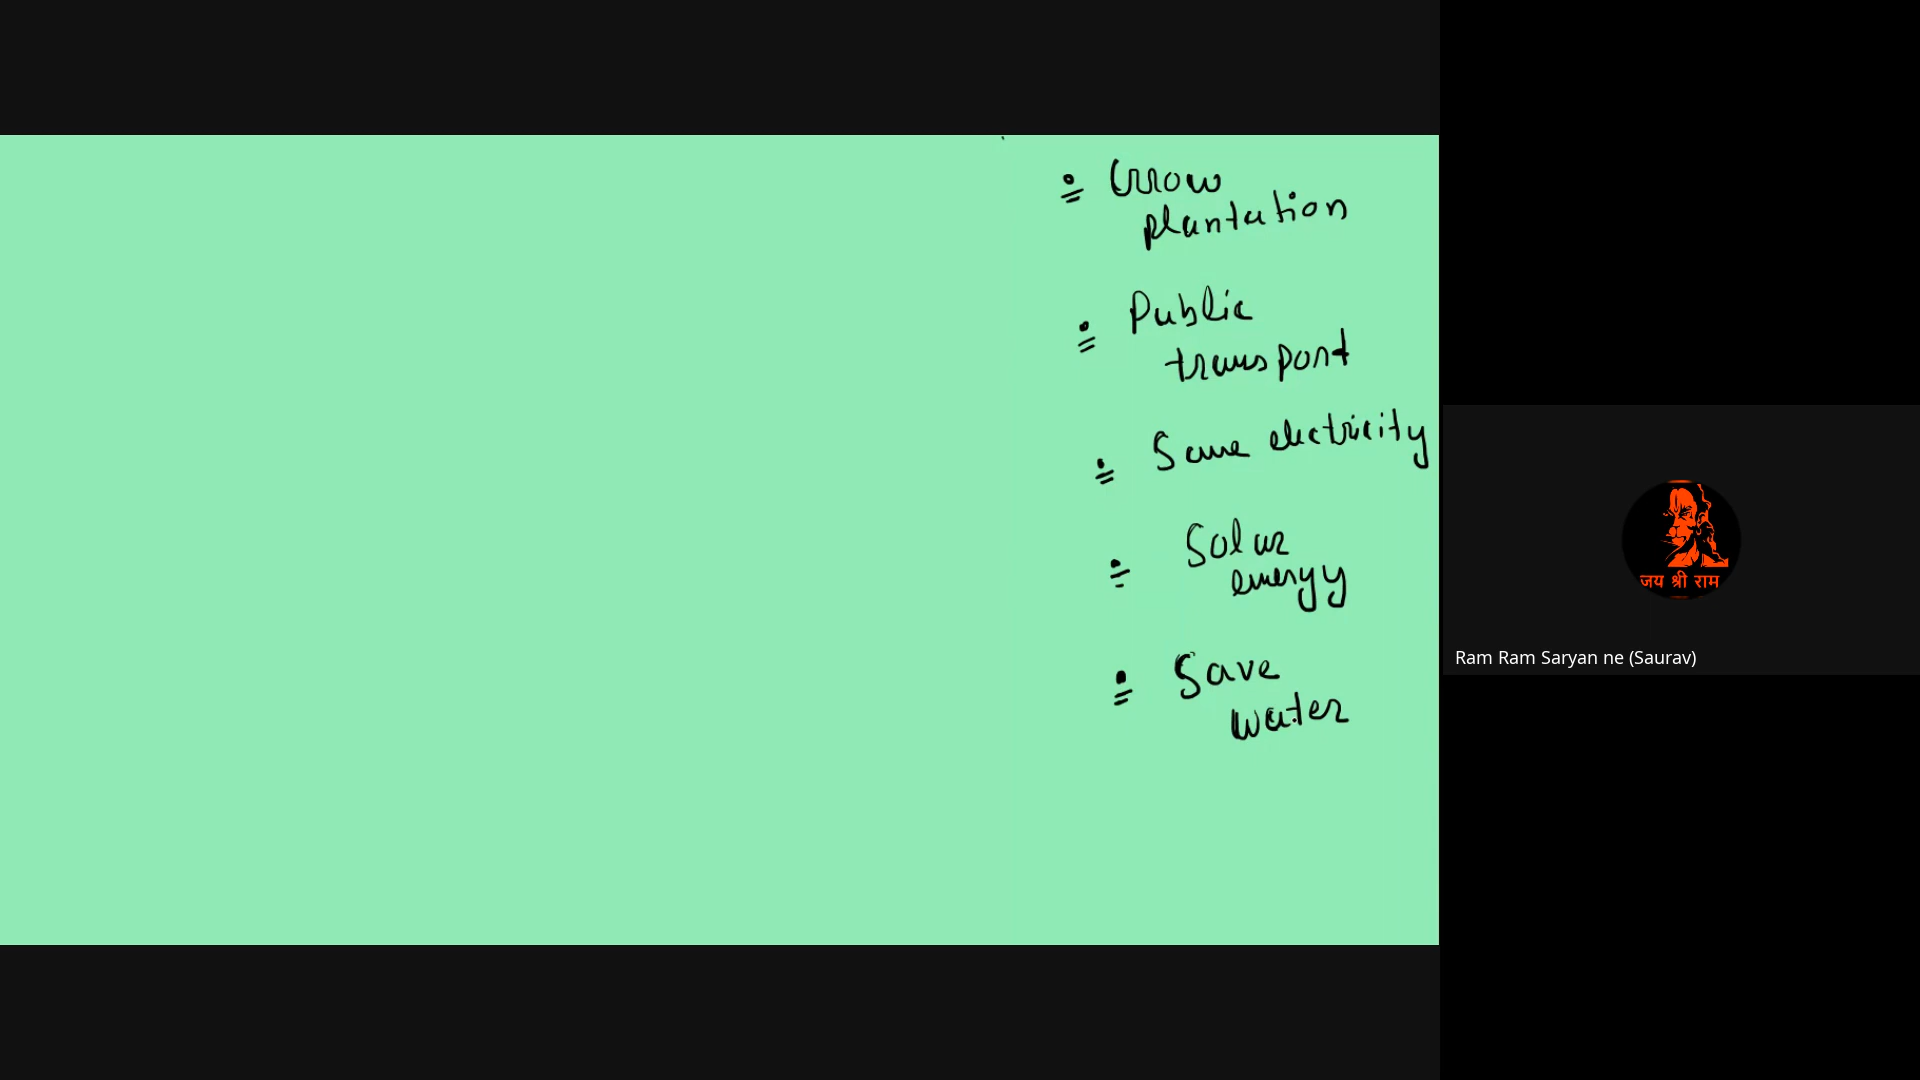 Grow
plantation
Public
transport
Save electricity
Solar
energy
Save
water
जय श्री राम
Ram Ram Saryan ne (Saurav)